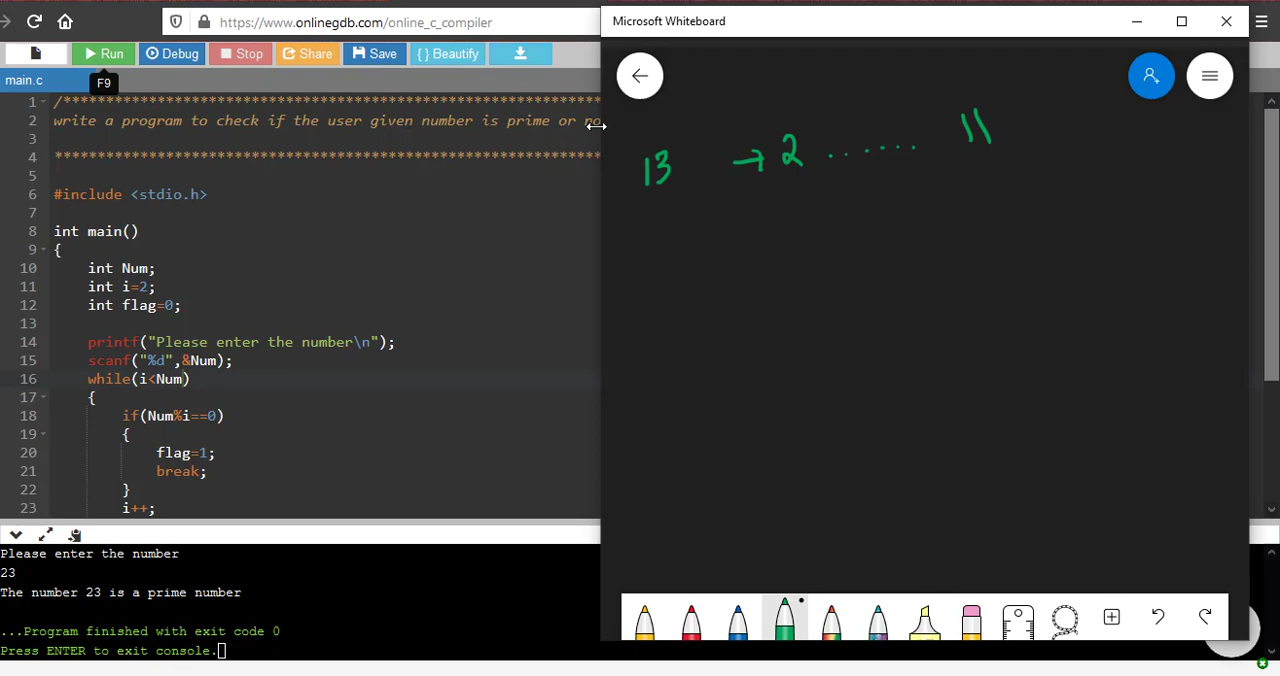 https://www.onlinegdb.com/online_c_compiler
Run
Debug
Stop
Share
Save
{ } Beautify
main.c
F9
1 /****************************************************************
2 write a program to check if the user given number is prime or no
3
4 ****************************************************************
5
6 #include <stdio.h>
7
8 int main()
9 {
10 int Num;
11 int i=2;
12 int flag=0;
13
14 printf("Please enter the number\n");
15 scanf("%d",&Num);
16 while(i<Num)
17 {
18 if(Num%i==0)
19 {
20 flag=1;
21 break;
22 }
23 i++;
Please enter the number
23
The number 23 is a prime number
...Program finished with exit code 0
Press ENTER to exit console.
Microsoft Whiteboard
13 → 2 ....... 11